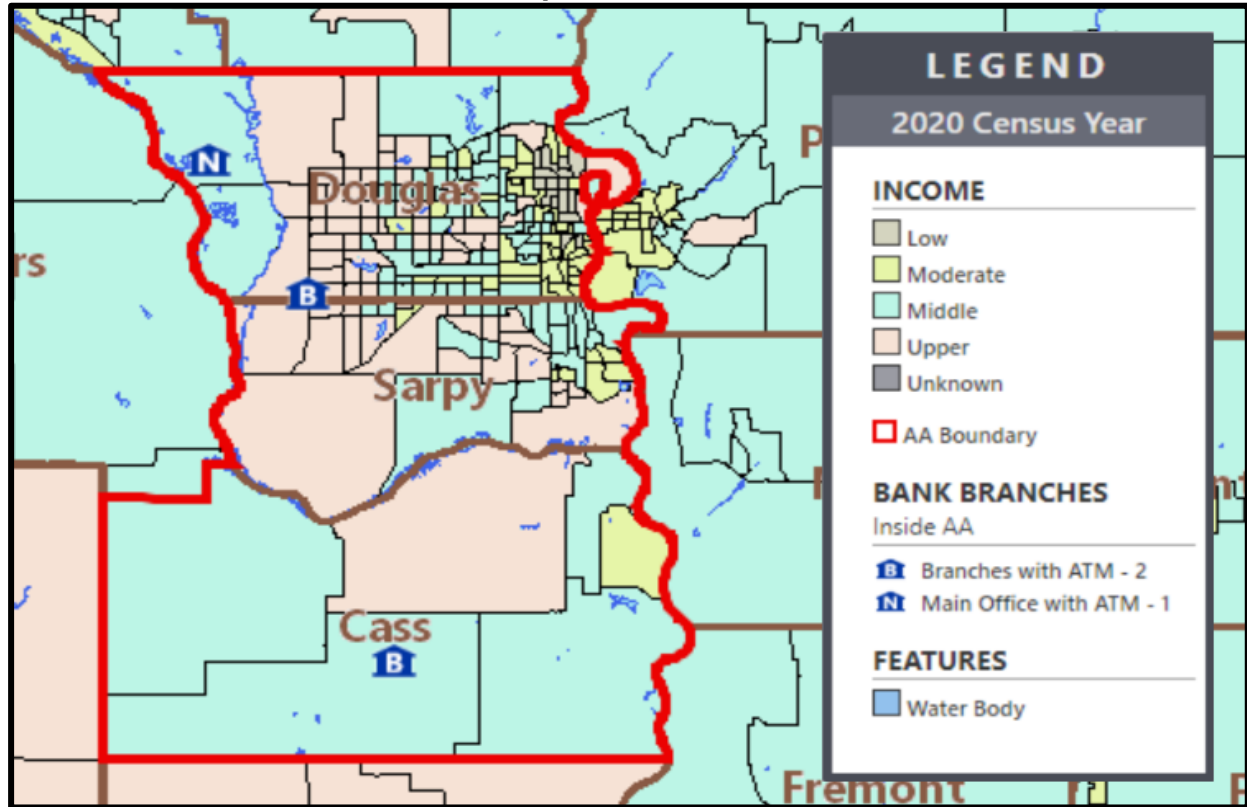 Douglas
Sarpy
Cass
Fremont
rs
P
N
B
B
LEGEND
2020 Census Year
INCOME
Low
Moderate
Middle
Upper
Unknown
AA Boundary
BANK BRANCHES
Inside AA
B Branches with ATM - 2
N Main Office with ATM - 1
FEATURES
Water Body